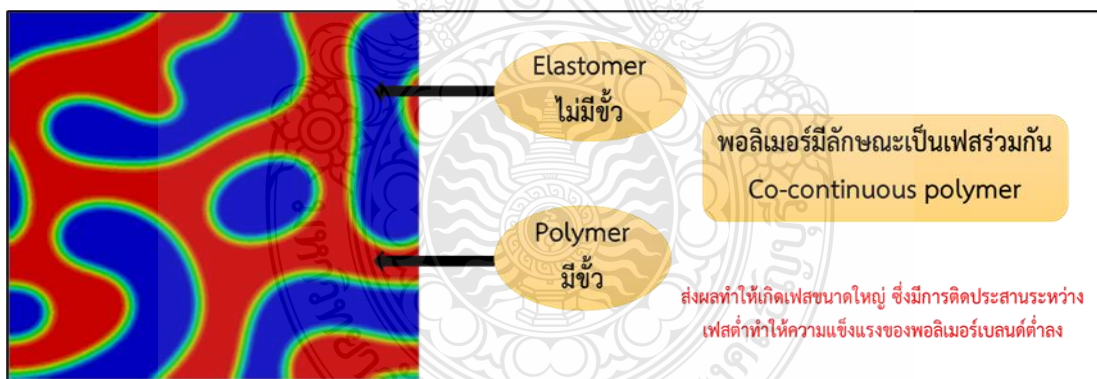 Elastomer
ไม่มีขั้ว
พอลิเมอร์มีลักษณะเป็นเฟสร่วมกัน
Co-continuous polymer
Polymer
มีขั้ว
ส่งผลทำให้เกิดเฟสขนาดใหญ่ ซึ่งมีการติดประสานระหว่าง
เฟสต่ำทำให้ความแข็งแรงของพอลิเมอร์เบลนด์ต่ำลง